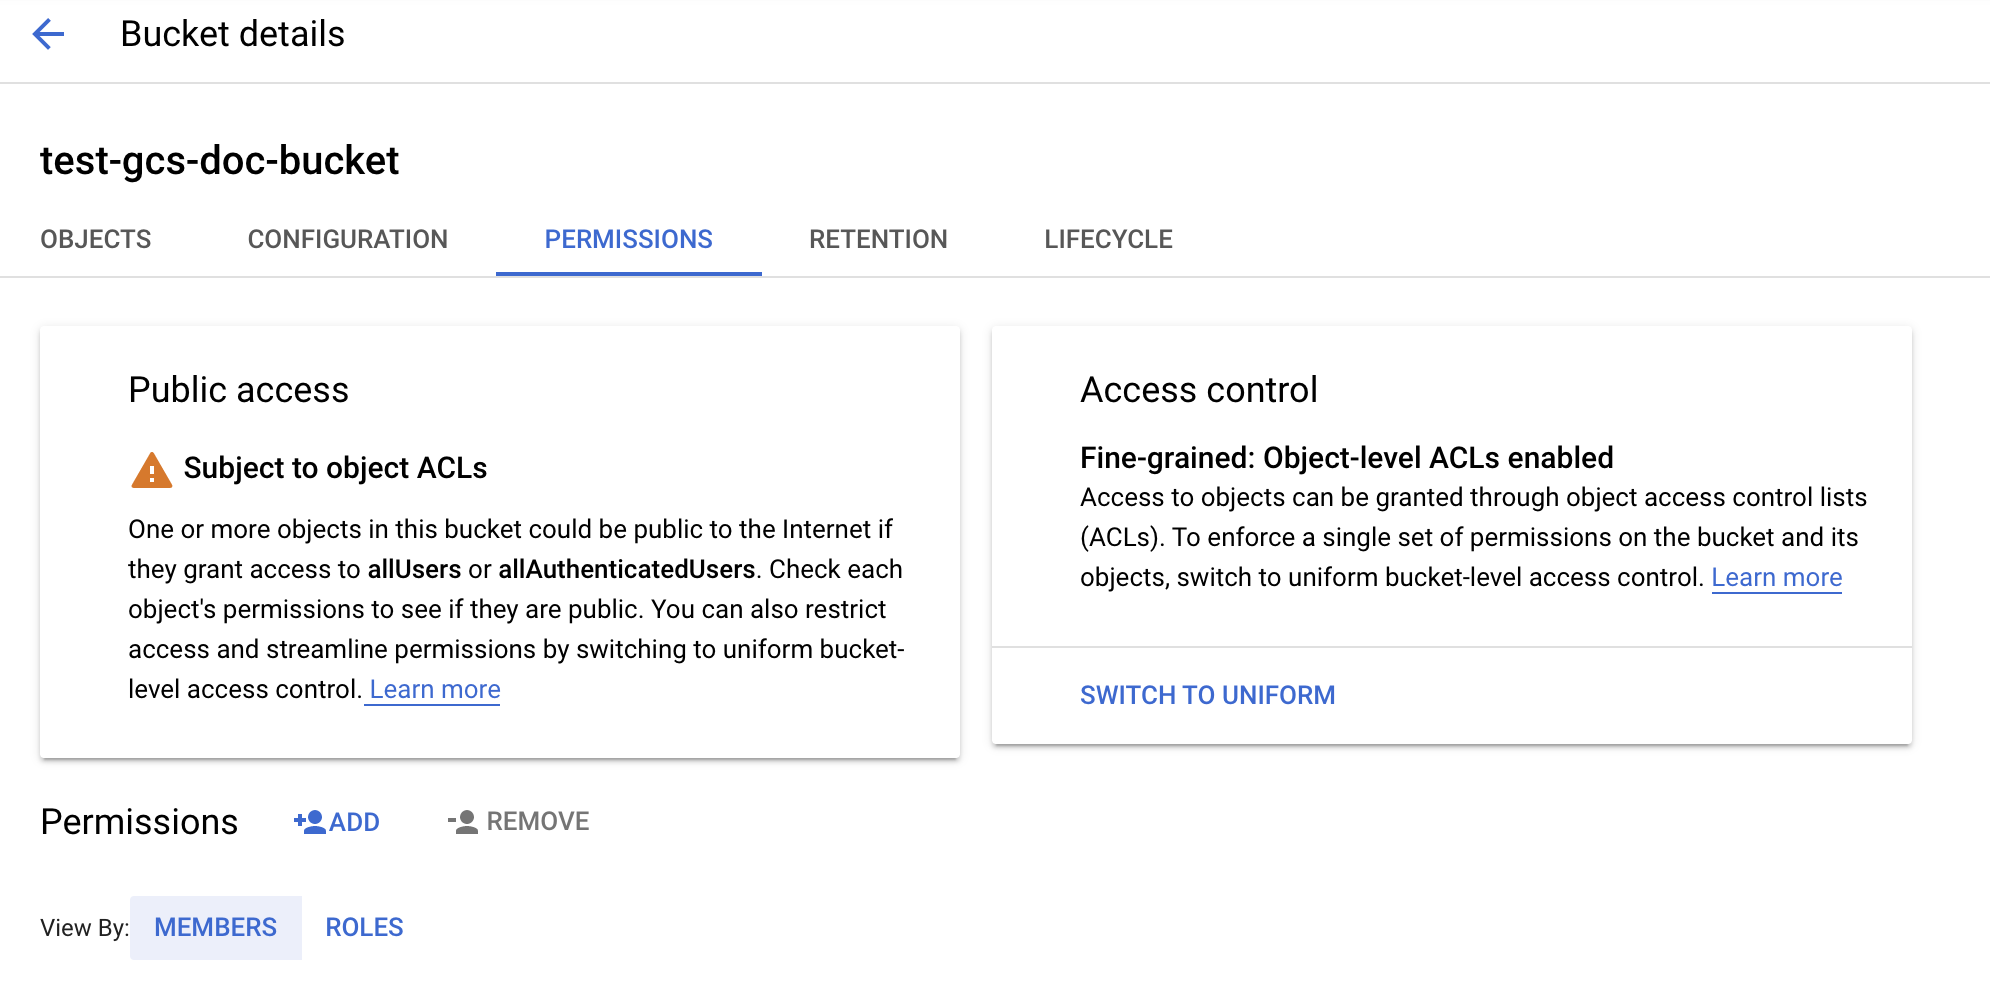 Bucket details
test-gcs-doc-bucket
OBJECTS CONFIGURATION PERMISSIONS RETENTION LIFECYCLE
Public access
Subject to object ACLs
One or more objects in this bucket could be public to the Internet if
they grant access to allUsers or allAuthenticatedUsers. Check each
object's permissions to see if they are public. You can also restrict
access and streamline permissions by switching to uniform bucket-
level access control. Learn more
Access control
Fine-grained: Object-level ACLs enabled
Access to objects can be granted through object access control lists
(ACLs). To enforce a single set of permissions on the bucket and its
objects, switch to uniform bucket-level access control. Learn more
SWITCH TO UNIFORM
Permissions ADD REMOVE
View By: MEMBERS ROLES